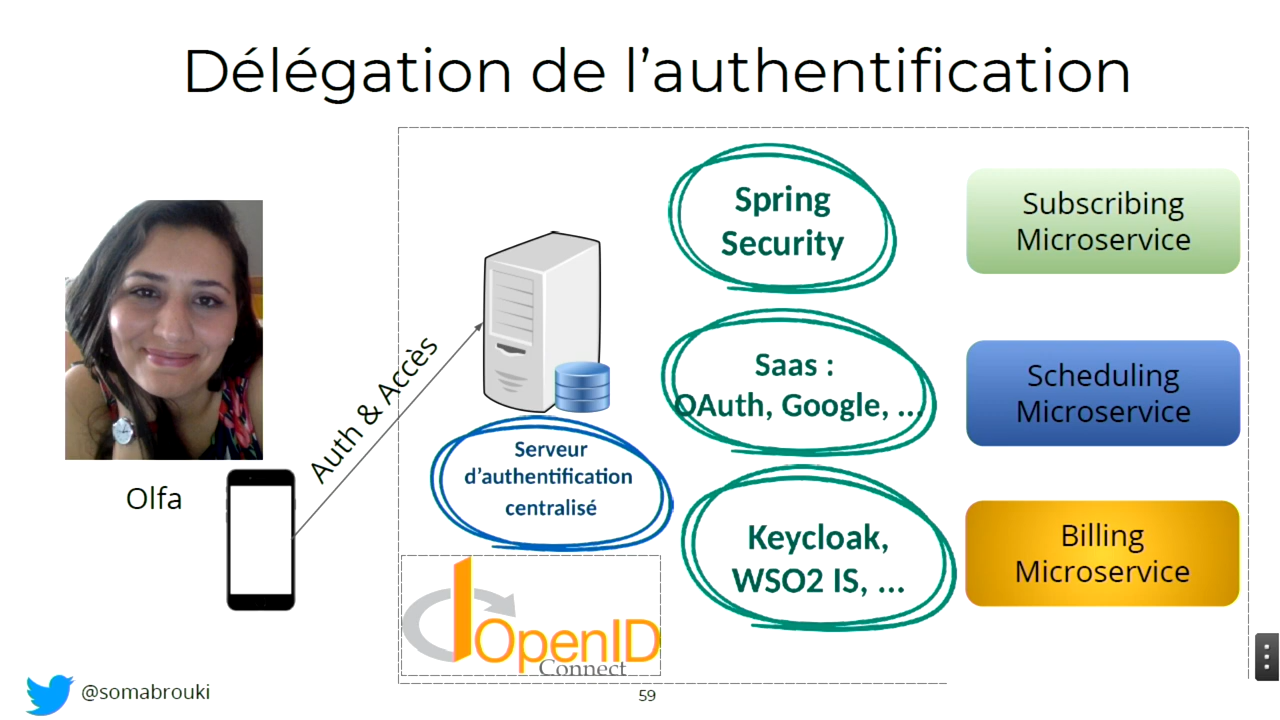 Délégation de l’authentification
Olfa
Auth & Accès
Serveur
d’authentification
centralisé
OpenID
Connect
Spring
Security
Saas :
OAuth, Google, ...
Keycloak,
WSO2 IS, ...
Subscribing
Microservice
Scheduling
Microservice
Billing
Microservice
@somabrouki
59